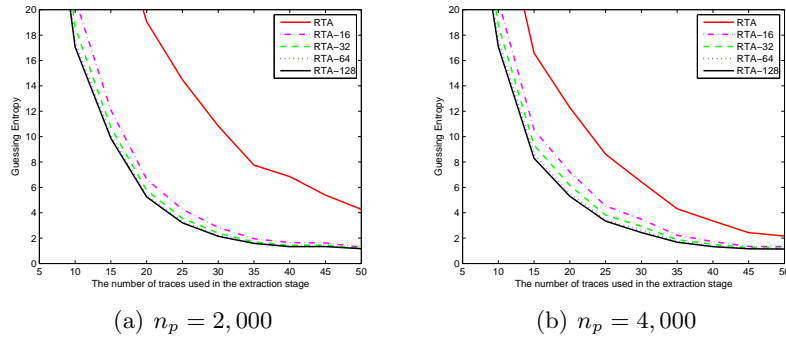 20
18
16
14
12
10
8
6
4
2
0
Guessing Entropy
RTA
RTA−16
RTA−32
RTA−64
RTA−128
5 10 15 20 25 30 35 40 45 50
The number of traces used in the extraction stage
(a) n_p = 2,000
20
18
16
14
12
10
8
6
4
2
0
Guessing Entropy
RTA
RTA−16
RTA−32
RTA−64
RTA−128
5 10 15 20 25 30 35 40 45 50
The number of traces used in the extraction stage
(b) n_p = 4,000